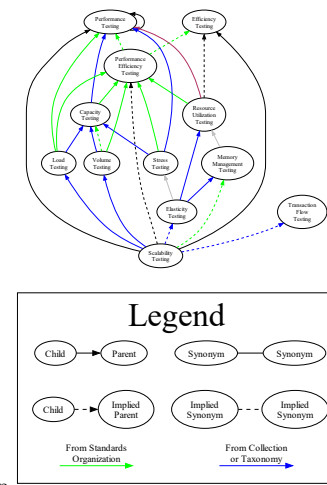 Performance
Testing
Efficiency
Testing
Performance
Efficiency
Testing
Capacity
Testing
Resource
Utilization
Testing
Load
Testing
Volume
Testing
Stress
Testing
Memory
Management
Testing
Elasticity
Testing
Transaction
Flow
Testing
Scalability
Testing
Legend
Child
Parent
Synonym
Synonym
Child
Implied
Parent
Implied
Synonym
Implied
Synonym
From Standards
Organization
From Collection
or Taxonomy